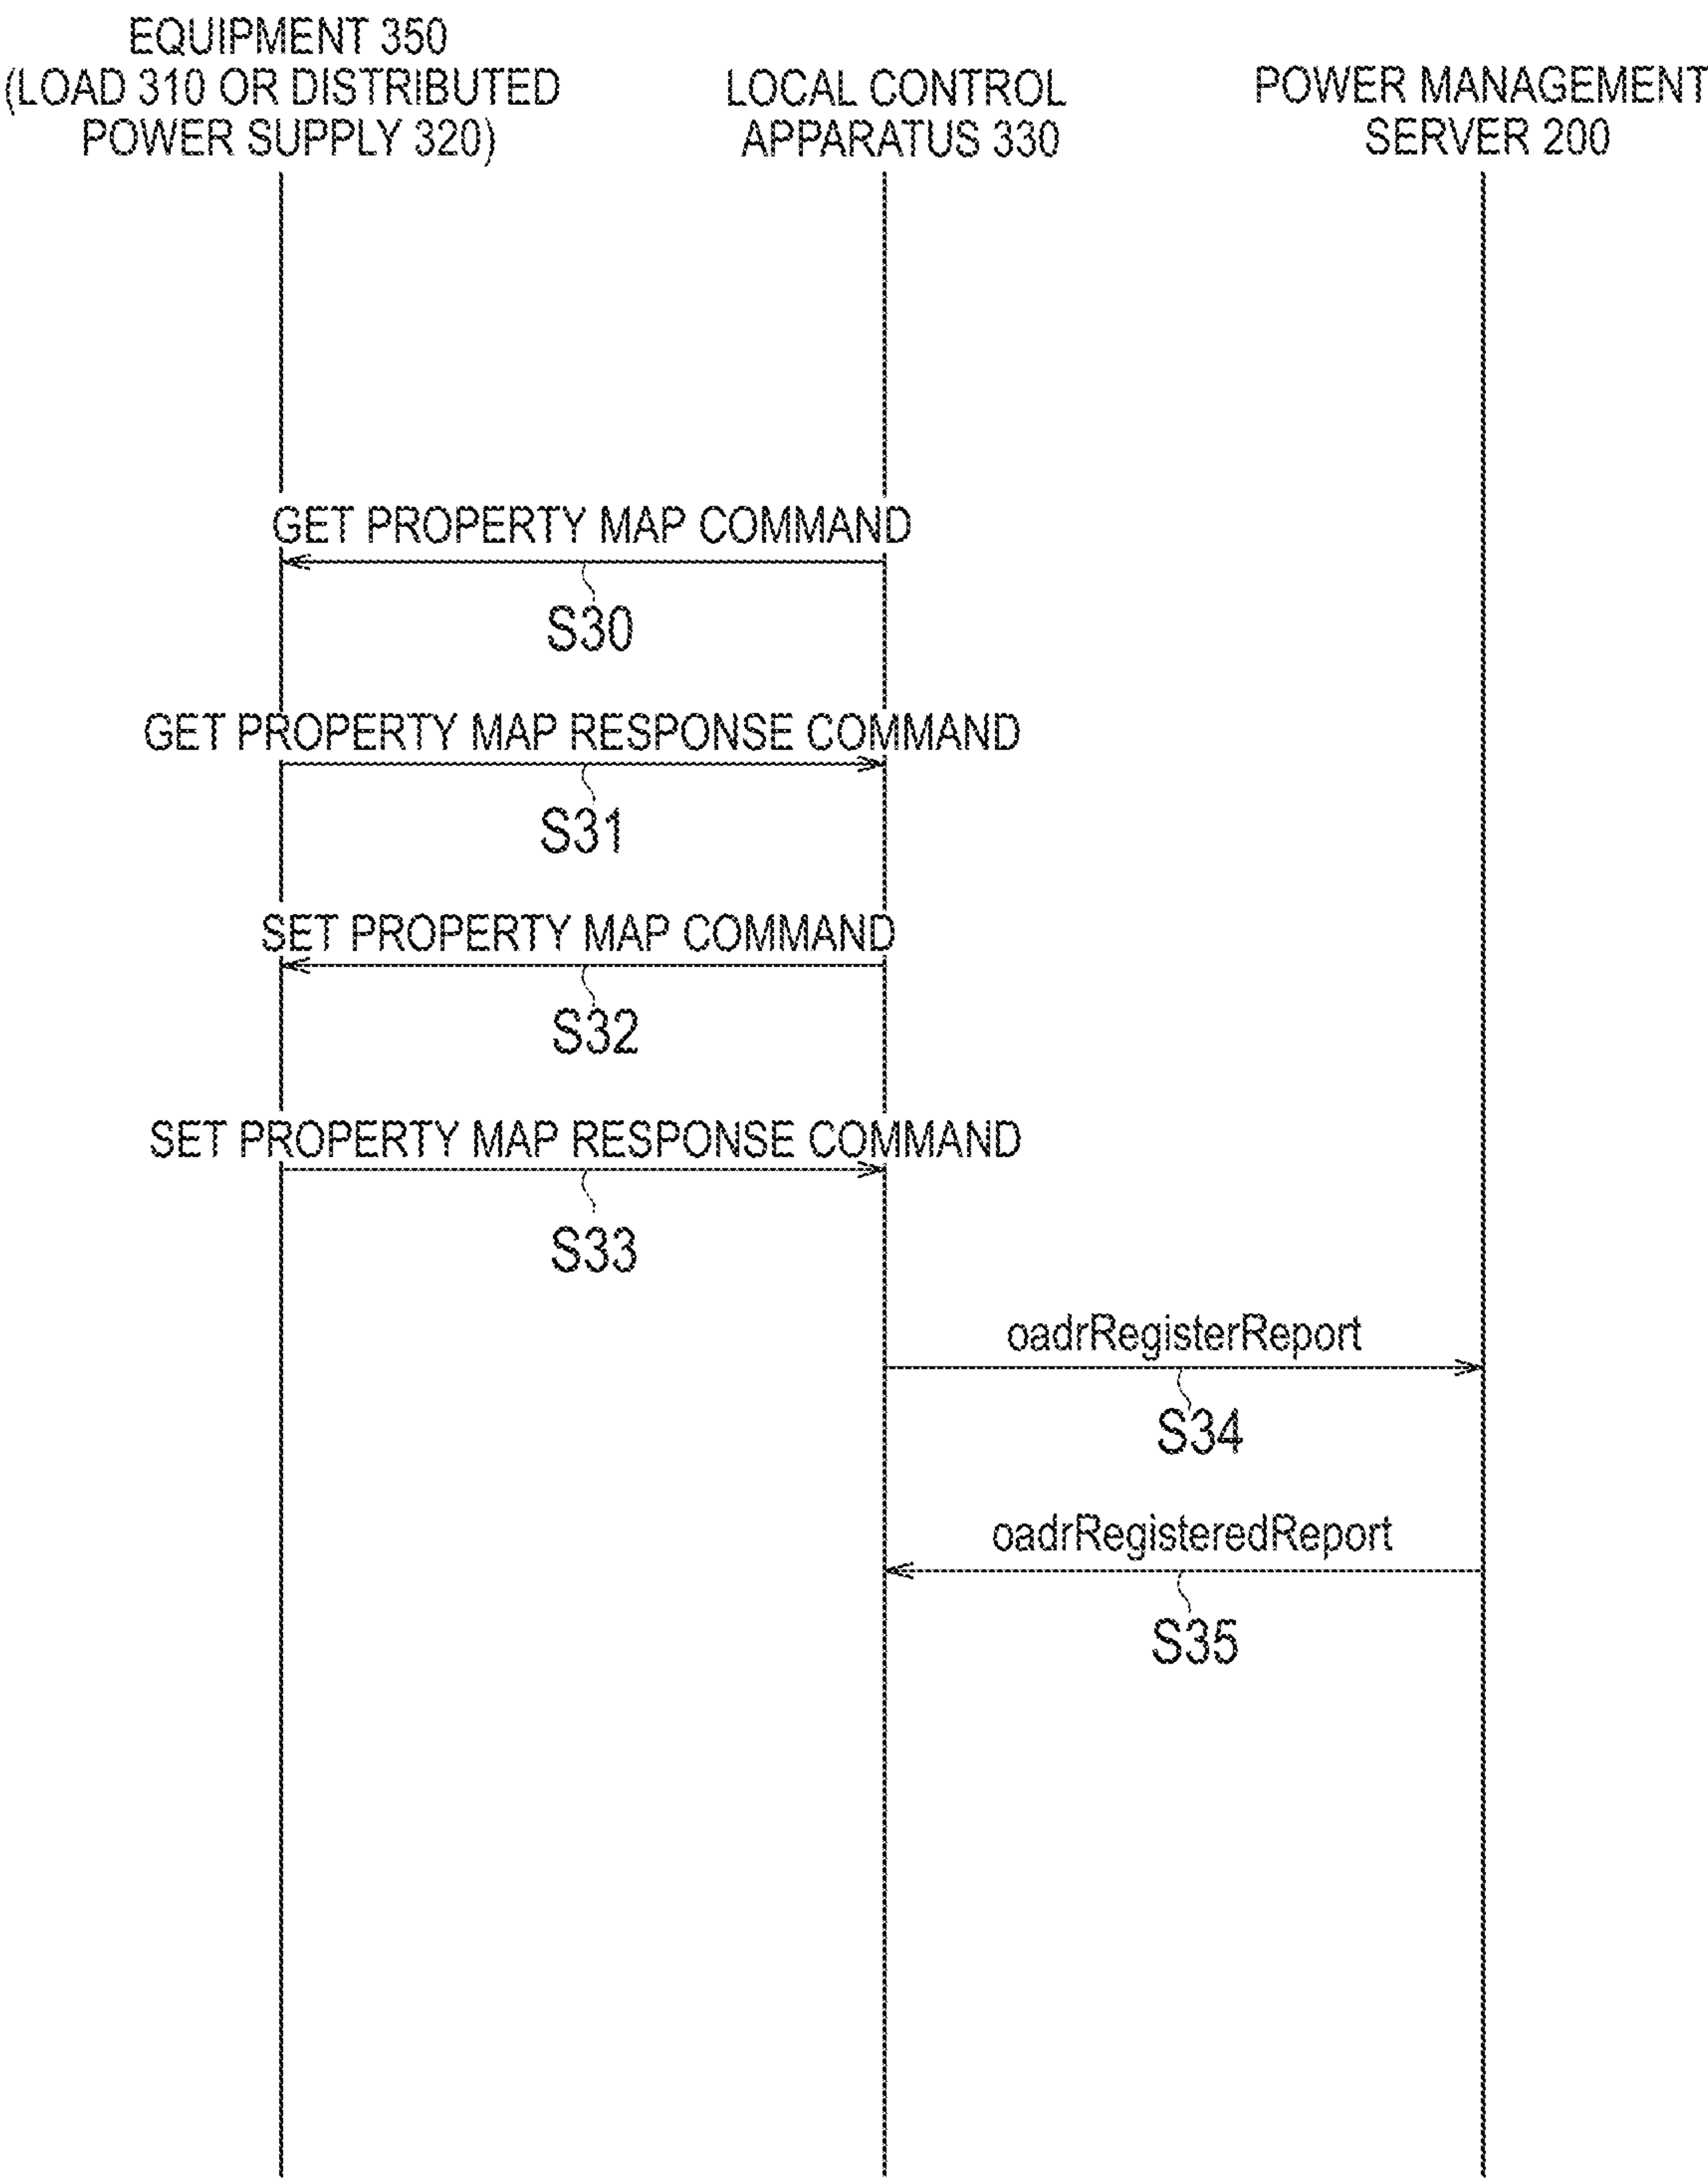 EQUIPMENT 350
(LOAD 310 OR DISTRIBUTED
POWER SUPPLY 320)
LOCAL CONTROL
APPARATUS 330
POWER MANAGEMENT
SERVER 200
GET PROPERTY MAP COMMAND
S30
GET PROPERTY MAP RESPONSE COMMAND
S31
SET PROPERTY MAP COMMAND
S32
SET PROPERTY MAP RESPONSE COMMAND
S33
oadrRegisterReport
S34
oadrRegisteredReport
S35